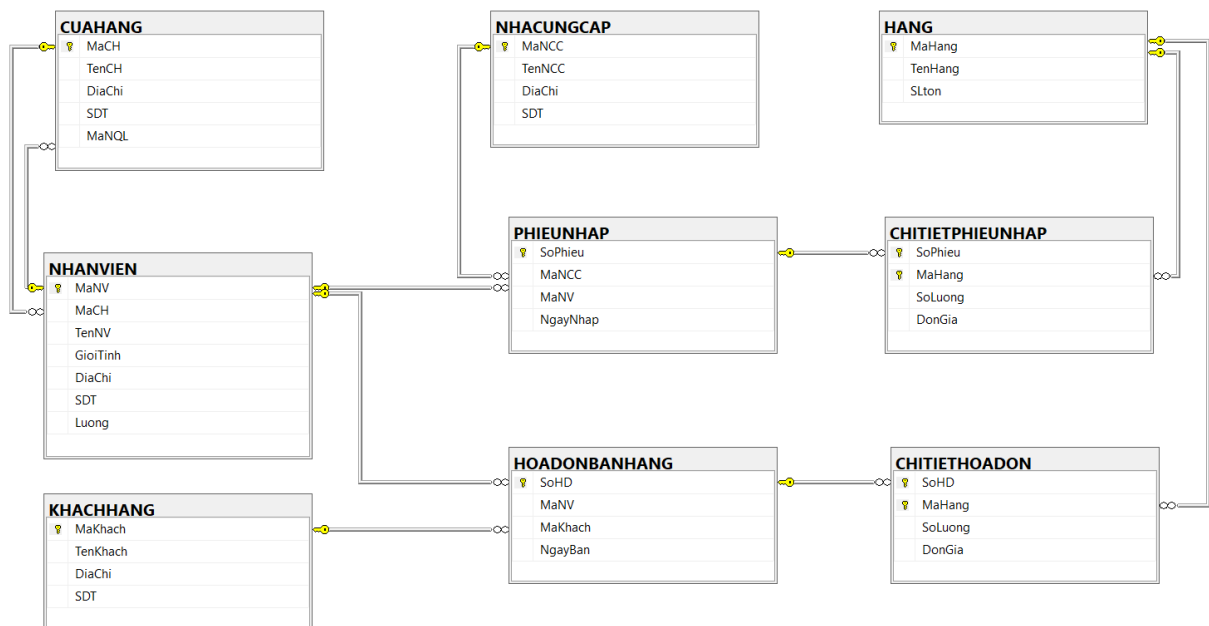 CUAHANG
MaCH
TenCH
DiaChi
SDT
MaNQL
NHACUNGCAP
MaNCC
TenNCC
DiaChi
SDT
HANG
MaHang
TenHang
SLton
NHANVIEN
MaNV
MaCH
TenNV
GioiTinh
DiaChi
SDT
Luong
PHIEUNHAP
SoPhieu
MaNCC
MaNV
NgayNhap
CHITIETPHIEUNHAP
SoPhieu
MaHang
SoLuong
DonGia
KHACHHANG
MaKhach
TenKhach
DiaChi
SDT
HOADONBANHANG
SoHD
MaNV
MaKhach
NgayBan
CHITIETHOADON
SoHD
MaHang
SoLuong
DonGia